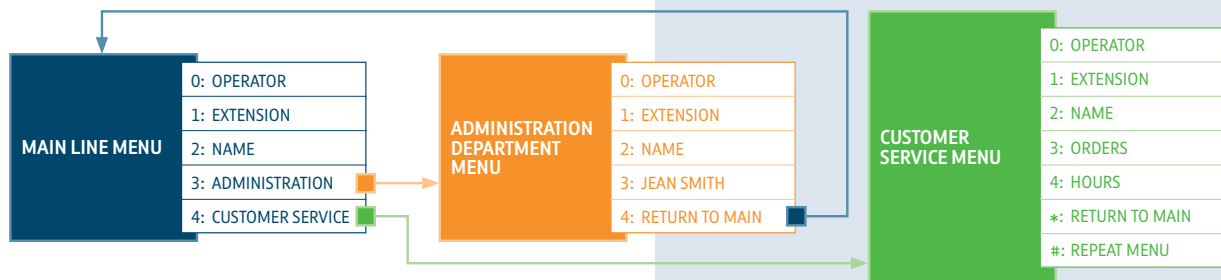 MAIN LINE MENU
0: OPERATOR
1: EXTENSION
2: NAME
3: ADMINISTRATION
4: CUSTOMER SERVICE
ADMINISTRATION
DEPARTMENT
MENU
0: OPERATOR
1: EXTENSION
2: NAME
3: JEAN SMITH
4: RETURN TO MAIN
CUSTOMER
SERVICE MENU
0: OPERATOR
1: EXTENSION
2: NAME
3: ORDERS
4: HOURS
*: RETURN TO MAIN
#: REPEAT MENU